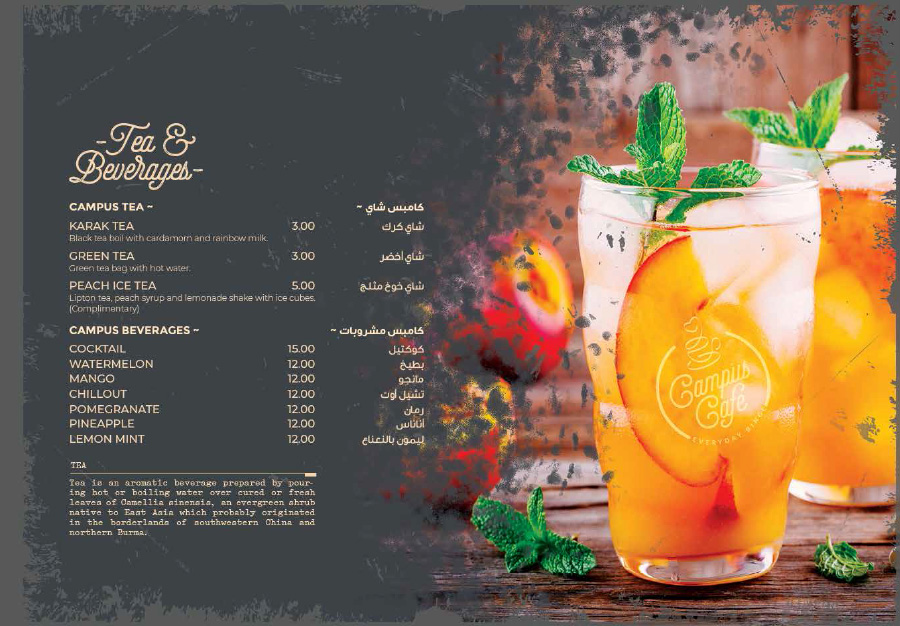 -Tea &
Beverages-
CAMPUS TEA ~ كامبس شاي ~
KARAK TEA 3.00 شاي كرك
Black tea boil with cardamom and rainbow milk.
GREEN TEA 3.00 شاي اخضر
Green tea bag with hot water.
PEACH ICE TEA 5.00 شاي خوخ مثلج
Lipton tea, peach syrup and lemonade shake with ice cubes.
(Complimentary)
CAMPUS BEVERAGES ~ كامبس مشروبات ~
COCKTAIL 15.00 كوكتيل
WATERMELON 12.00 بطيخ
MANGO 12.00 مانجو
CHILLOUT 12.00 تشيل أوت
POMEGRANATE 12.00 رمان
PINEAPPLE 12.00 أناناس
LEMON MINT 12.00 ليمون بالنعناع
TEA
Tea is an aromatic beverage prepared by pour-
ing hot or boiling water over cured or fresh
leaves of Camellia sinensis, an evergreen shrub
native to East Asia which probably originated
in the borderlands of southwestern China and
northern Burma.
Campus
Café
EVERYDAY